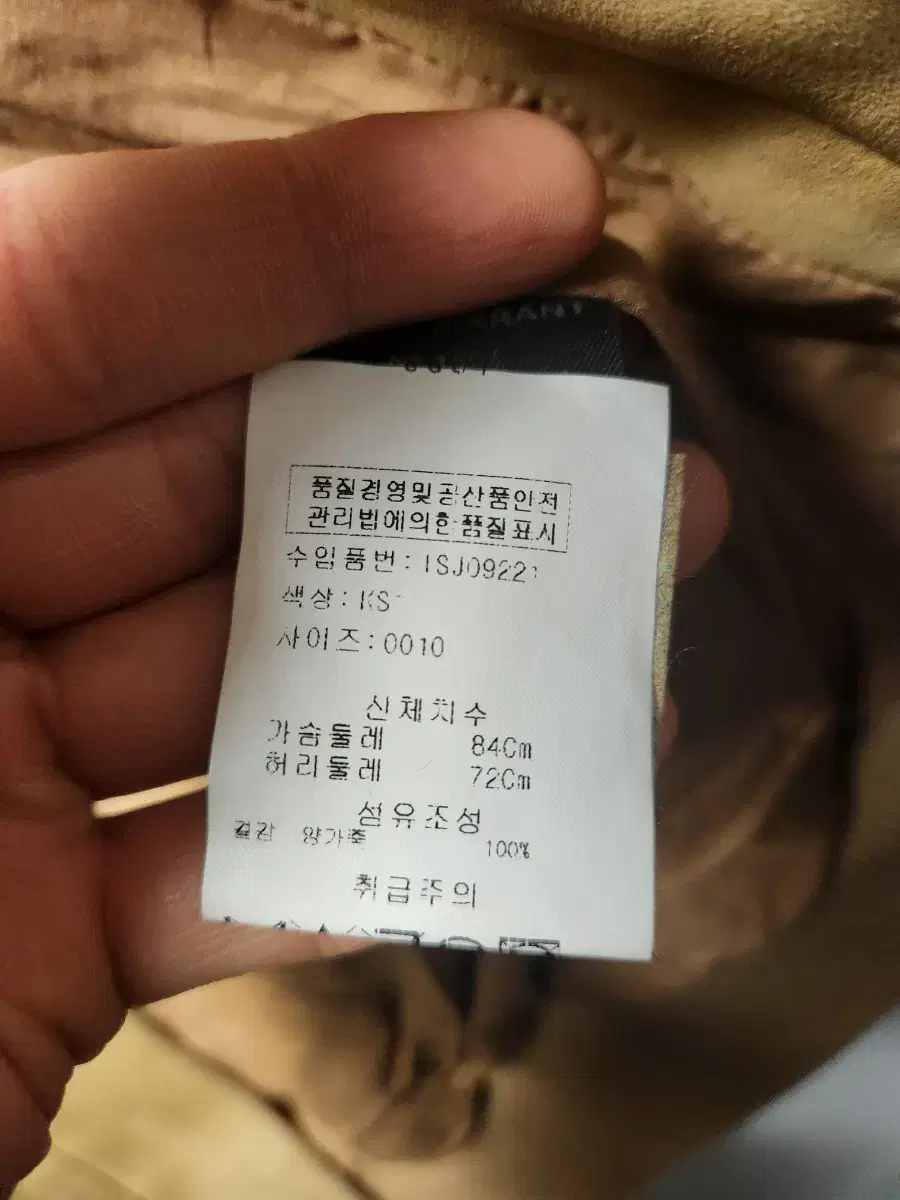 품질경영및공산품안전
관리법에의한품질표시
수입품번:ISJ09221
색상:KS
사이즈:0010
신체치수
가슴둘레 84Cm
허리둘레 72Cm
섬유조성
겉감 양가죽 100%
취급주의